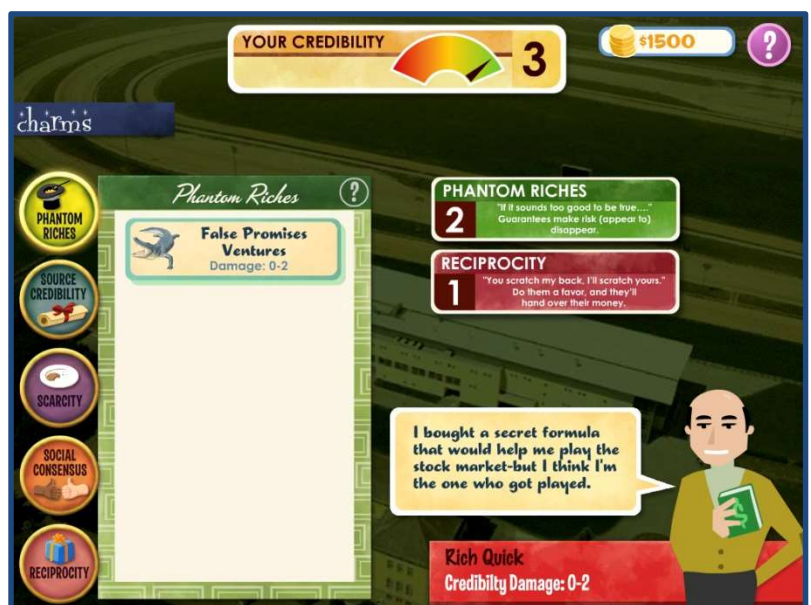 YOUR CREDIBILITY
3
$1500
?
charms
PHANTOM
RICHES
SOURCE
CREDIBILITY
SCARCITY
SOCIAL
CONSENSUS
RECIPROCITY
Phantom Riches
?
False Promises
Ventures
Damage: 0-2
PHANTOM RICHES
2
"If it sounds too good to be true...."
Guarantees make risk (appear to)
disappear.
RECIPROCITY
1
"You scratch my back, I'll scratch yours."
Do them a favor, and they'll
hand over their money.
I bought a secret formula
that would help me play the
stock market-but I think I'm
the one who got played.
$
Rich Quick
Credibilty Damage: 0-2